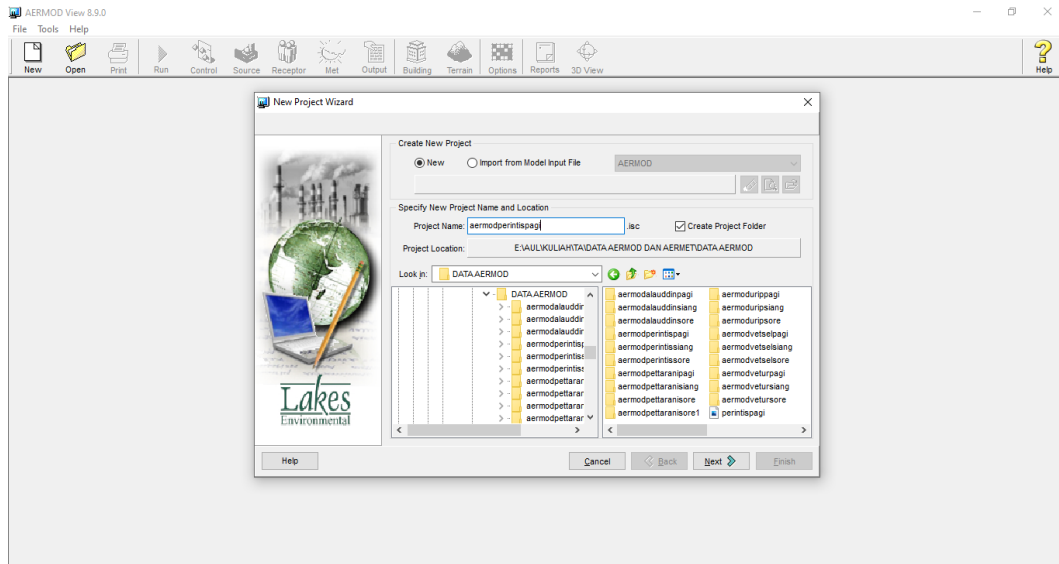 AERMOD View 8.9.0
File Tools Help
New Open Print Run Control Source Receptor Met Output Building Terrain Options Reports 3D View Help
New Project Wizard
Create New Project
New Import from Model Input File AERMOD
Specify New Project Name and Location
Project Name: aermodperintispagi .isc Create Project Folder
Project Location: E:\AUL\KULIAH\TA\DATA AERMOD DAN AERMET\DATA AERMOD
Look in: DATA AERMOD
DATA AERMOD
aermodalauddir
aermodalauddir
aermodalauddir
aermodperintisp
aermodperintiss
aermodperintiss
aermodpettarar
aermodpettarar
aermodpettarar
aermodpettarar
aermodalauddinpagi aermodurippagi
aermodalauddinsiang aermoduripsiang
aermodalauddinsore aermoduripsore
aermodperintispagi aermodvetselpagi
aermodperintissiang aermodvetselsiang
aermodperintissore aermodvetselsore
aermodpettaranipagi aermodveturpagi
aermodpettaranisiang aermodvetursiang
aermodpettaranisore aermodvetursore
aermodpettaranisore1 perintispagi
Lakes
Environmental
Help Cancel Back Next Finish